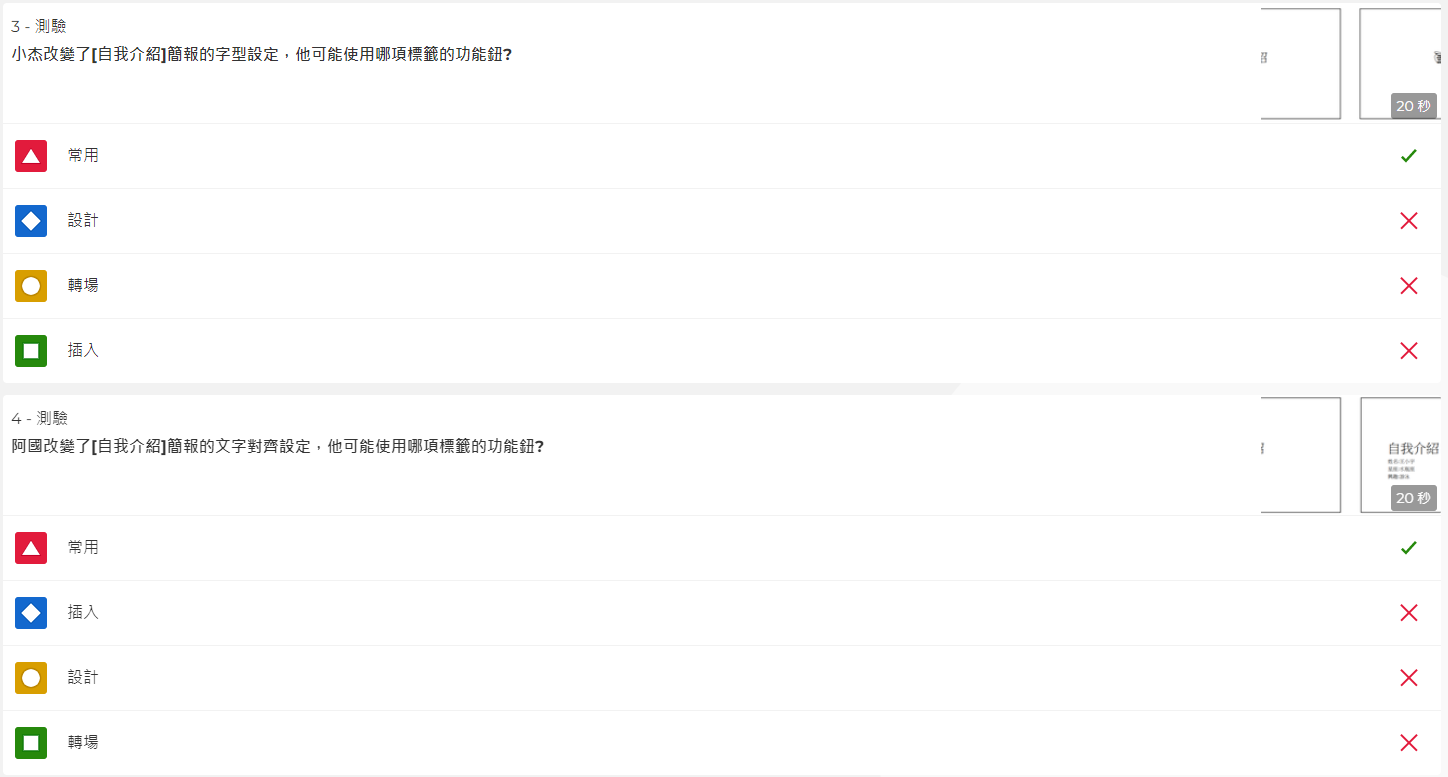 3 - 測驗
小杰改變了[自我介紹]簡報的字型設定，他可能使用哪項標籤的功能鈕?
紹
20 秒
常用
設計
轉場
插入
4 - 測驗
阿國改變了[自我介紹]簡報的文字對齊設定，他可能使用哪項標籤的功能鈕?
自我介紹
20 秒
常用
插入
設計
轉場